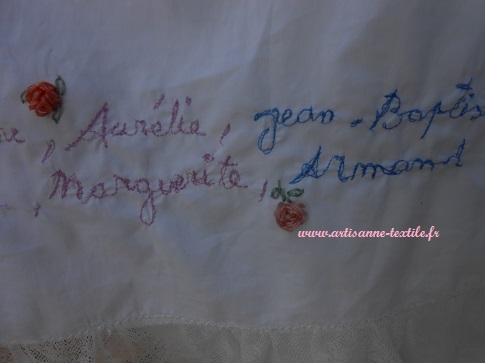 , Aurélie, Jean-Baptis
, Marguerite, Armand
www.artisanne-textile.fr